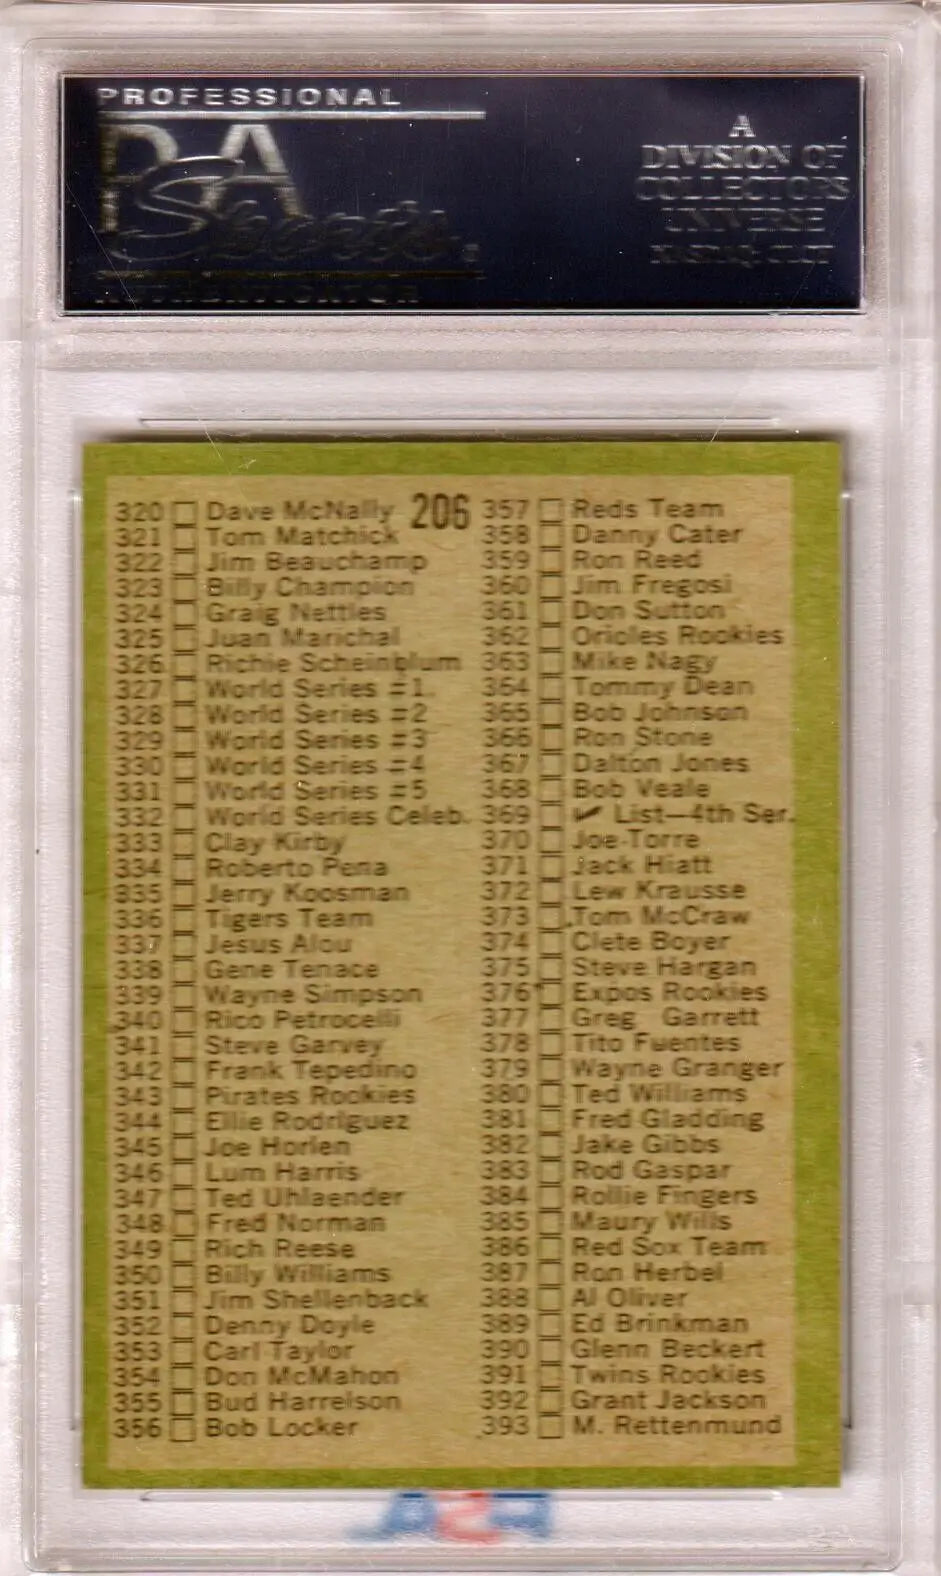 PROFESSIONAL
PSA
Sports
AUTHENTICATOR
A
DIVISION OF
COLLECTORS
UNIVERSE
206
320 Dave McNally
321 Tom Matchick
322 Jim Beauchamp
323 Billy Champion
324 Graig Nettles
325 Juan Marichal
326 Richie Scheinblum
327 World Series #1
328 World Series #2
329 World Series #3
330 World Series #4
331 World Series #5
332 World Series Celeb.
333 Clay Kirby
334 Roberto Pena
335 Jerry Koosman
336 Tigers Team
337 Jesus Alou
338 Gene Tenace
339 Wayne Simpson
340 Rico Petrocelli
341 Steve Garvey
342 Frank Tepedino
343 Pirates Rookies
344 Ellie Rodriguez
345 Joe Horlen
346 Lum Harris
347 Ted Uhlaender
348 Fred Norman
349 Rich Reese
350 Billy Williams
351 Jim Shellenback
352 Denny Doyle
353 Carl Taylor
354 Don McMahon
355 Bud Harrelson
356 Bob Locker
357 Reds Team
358 Danny Cater
359 Ron Reed
360 Jim Fregosi
361 Don Sutton
362 Orioles Rookies
363 Mike Nagy
364 Tommy Dean
365 Bob Johnson
366 Ron Stone
367 Dalton Jones
368 Bob Veale
369 ✔ List—4th Ser.
370 Joe Torre
371 Jack Hiatt
372 Lew Krausse
373 Tom McCraw
374 Clete Boyer
375 Steve Hargan
376 Expos Rookies
377 Greg Garrett
378 Tito Fuentes
379 Wayne Granger
380 Ted Williams
381 Fred Gladding
382 Jake Gibbs
383 Rod Gaspar
384 Rollie Fingers
385 Maury Wills
386 Red Sox Team
387 Ron Herbel
388 Al Oliver
389 Ed Brinkman
390 Glenn Beckert
391 Twins Rookies
392 Grant Jackson
393 M. Rettenmund
PSA